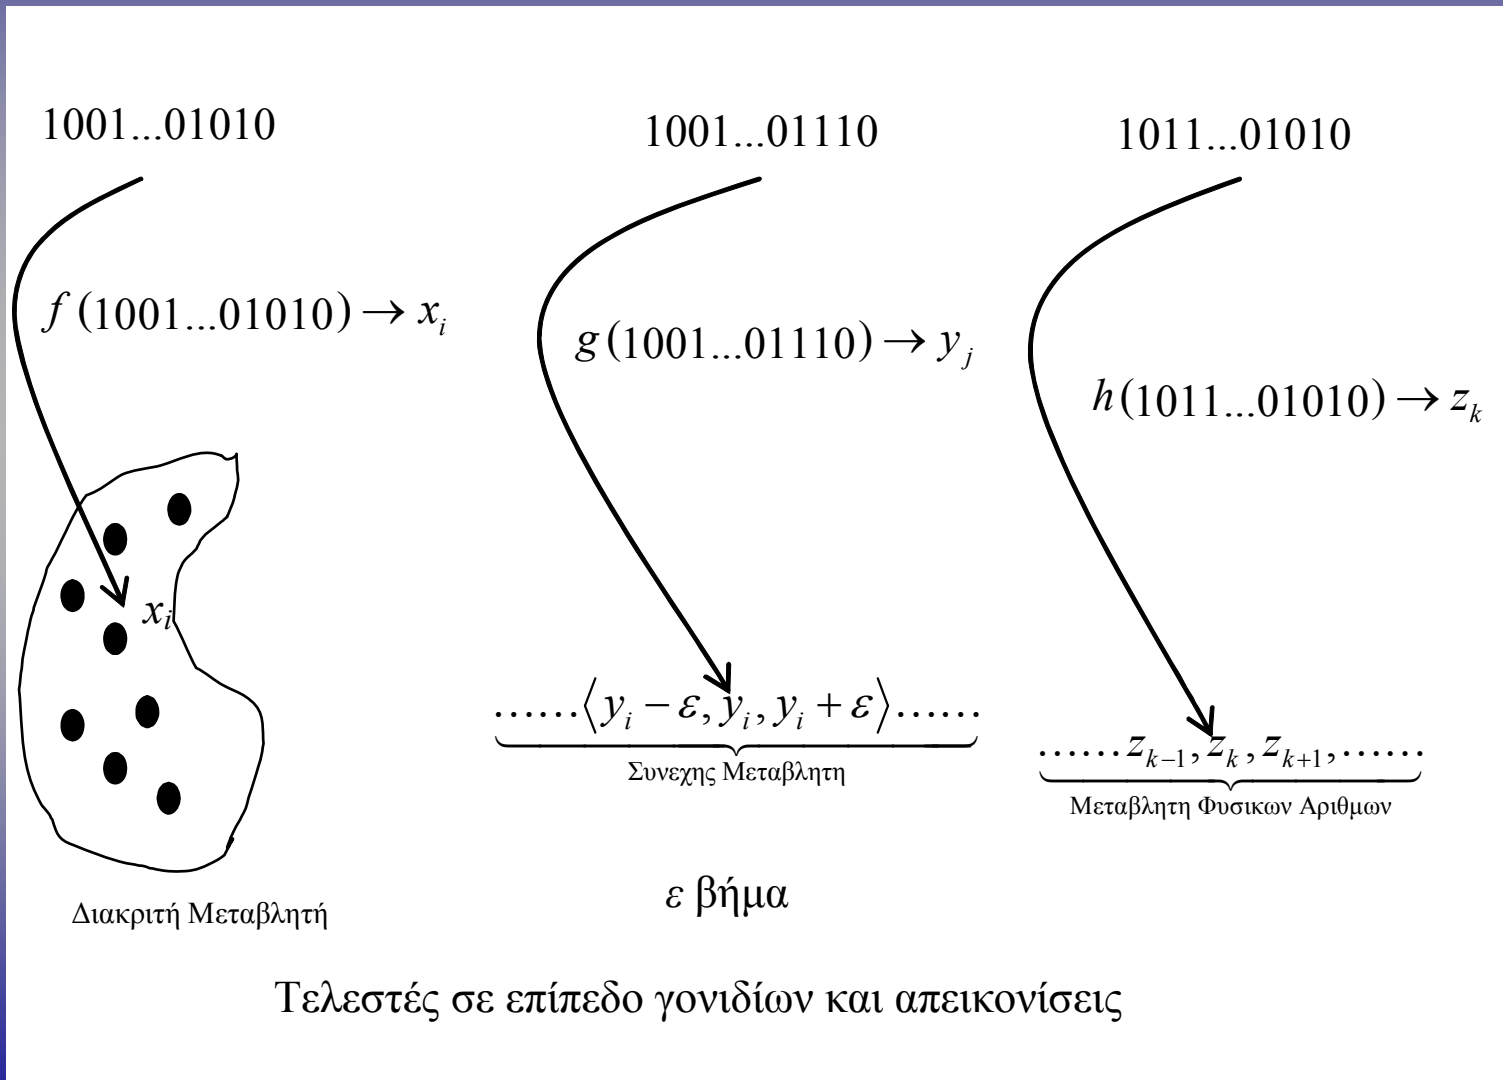 1001...01010
1001...01110
1011...01010
f(1001...01010) → x_i
g(1001...01110) → y_j
h(1011...01010) → z_k
x_i
......⟨y_i − ε, y_i, y_i + ε⟩......
Συνεχης Μεταβλητη
......z_{k−1}, z_k, z_{k+1},......
Μεταβλητη Φυσικων Αριθμων
ε βήμα
Διακριτή Μεταβλητή
Τελεστές σε επίπεδο γονιδίων και απεικονίσεις